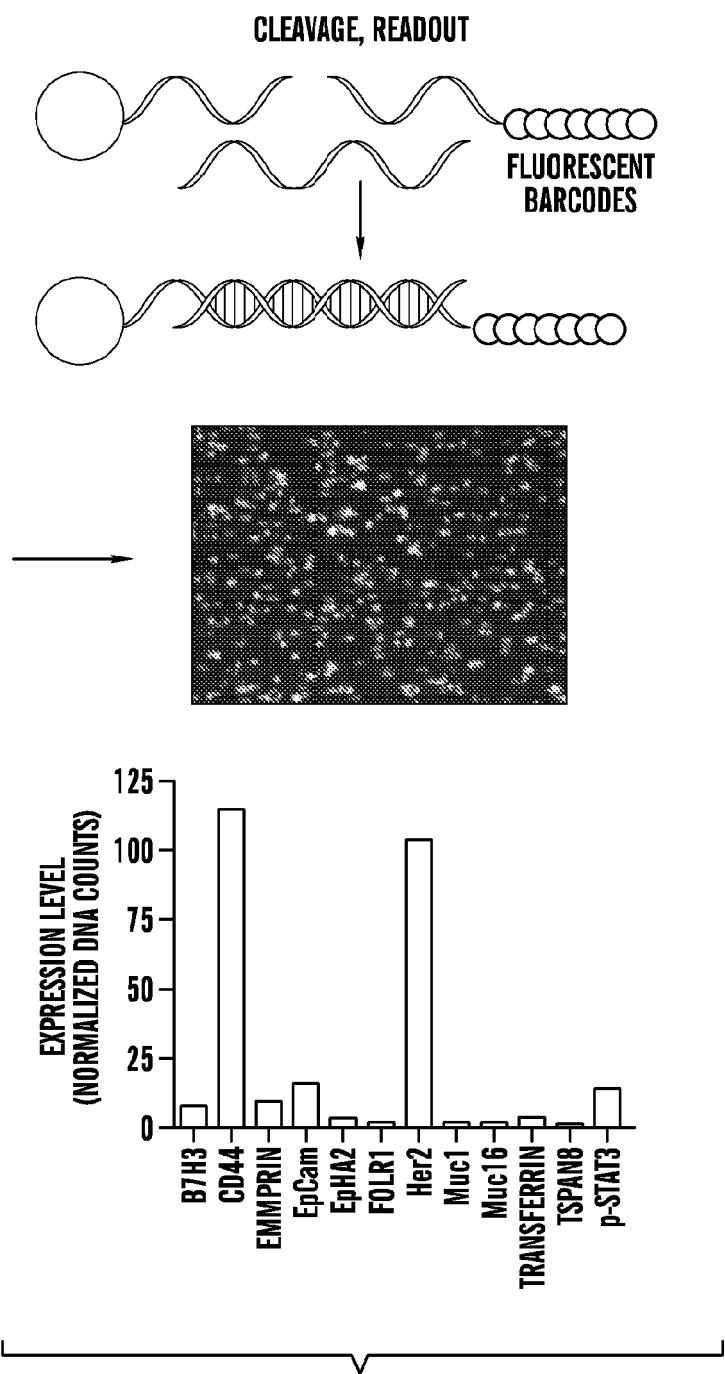 CLEAVAGE, READOUT
FLUORESCENT
BARCODES
EXPRESSION LEVEL
(NORMALIZED DNA COUNTS)
125
100
75
50
25
0
B7H3
CD44
EMMPRIN
EpCam
EpHA2
FOLR1
Her2
Muc1
Muc16
TRANSFERRIN
TSPAN8
p-STAT3